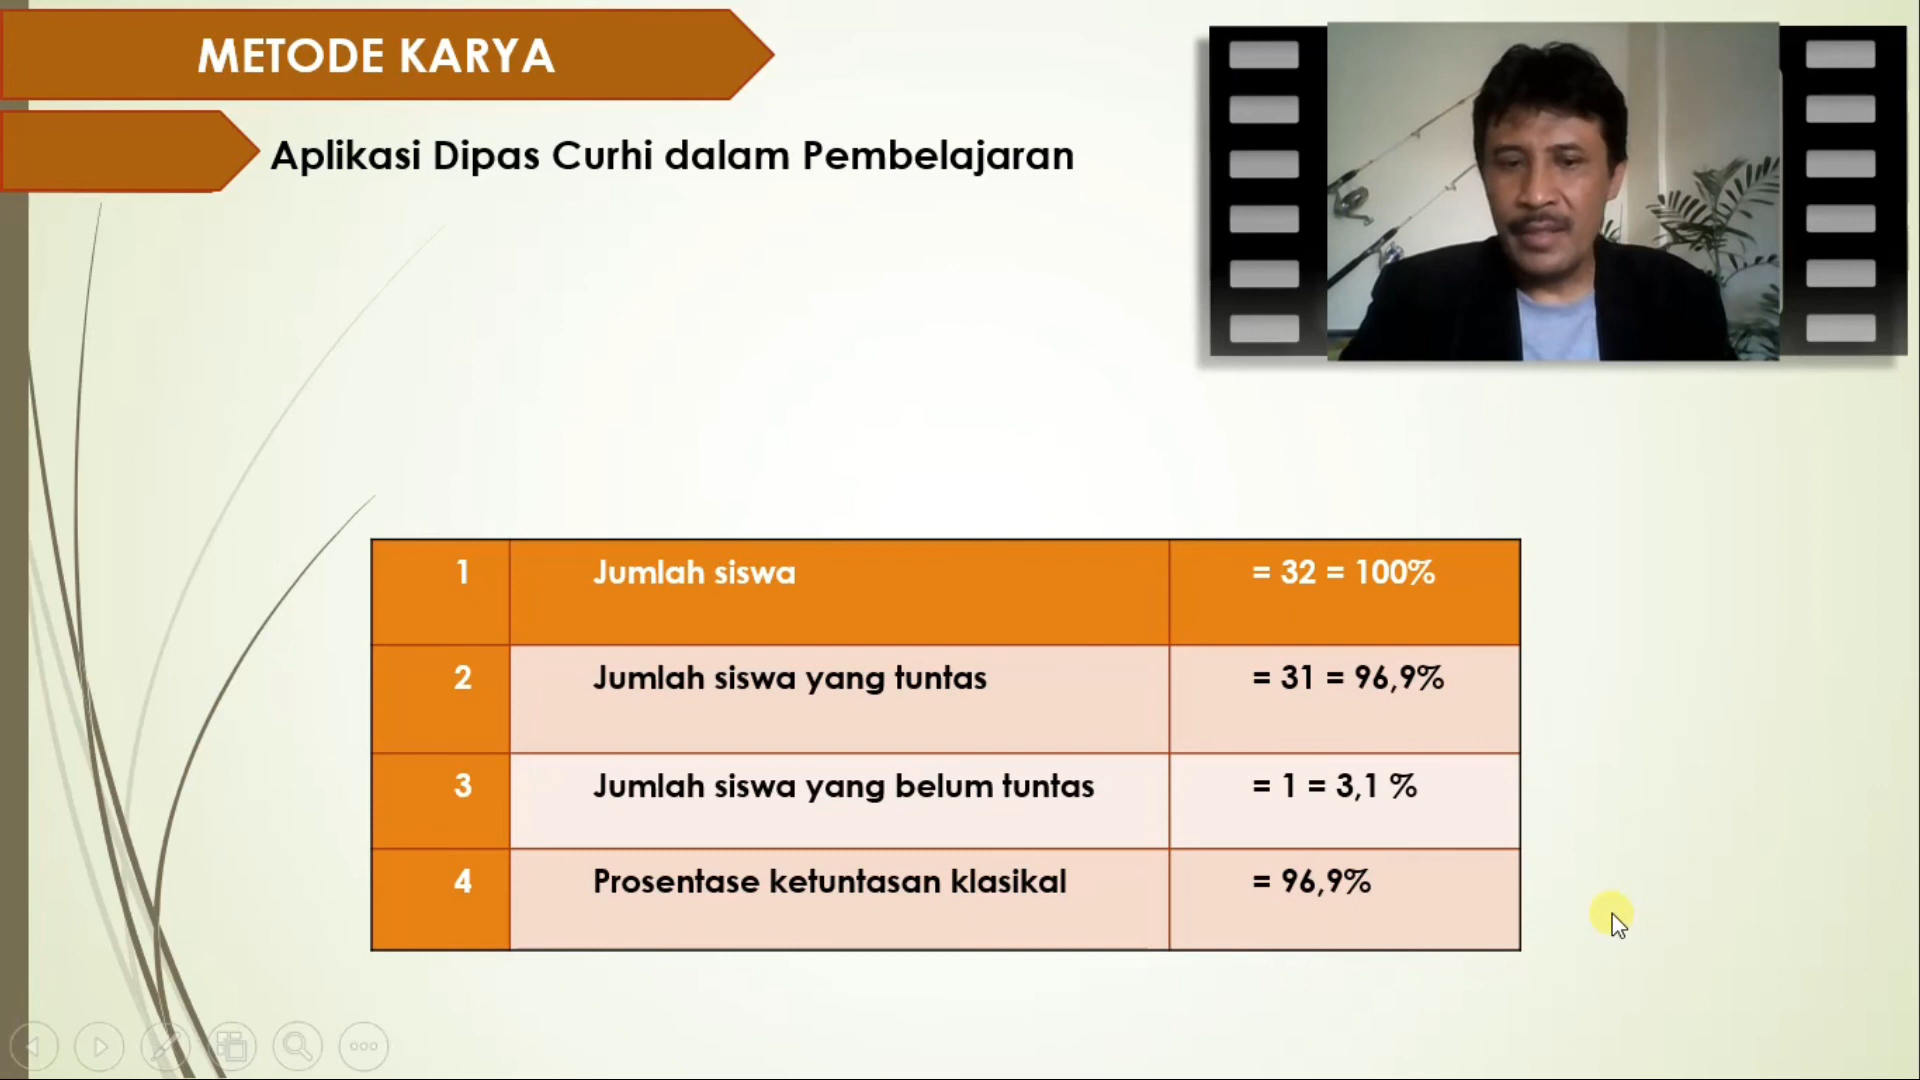 METODE KARYA
Aplikasi Dipas Curhi dalam Pembelajaran
1 Jumlah siswa = 32 = 100%
2 Jumlah siswa yang tuntas = 31 = 96,9%
3 Jumlah siswa yang belum tuntas = 1 = 3,1 %
4 Prosentase ketuntasan klasikal = 96,9%